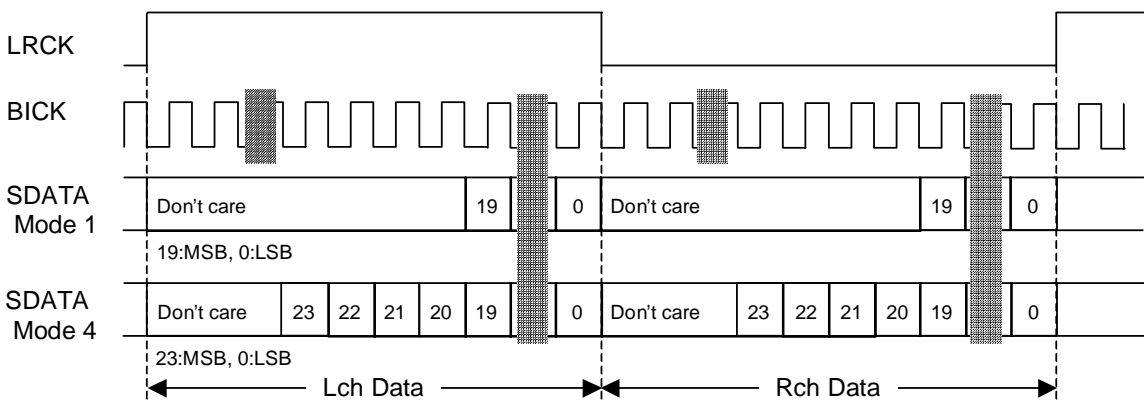 LRCK
BICK
SDATA
Mode 1
Don't care 19 0 Don't care 19 0
19:MSB, 0:LSB
SDATA
Mode 4
Don't care 23 22 21 20 19 0 Don't care 23 22 21 20 19 0
23:MSB, 0:LSB
Lch Data Rch Data